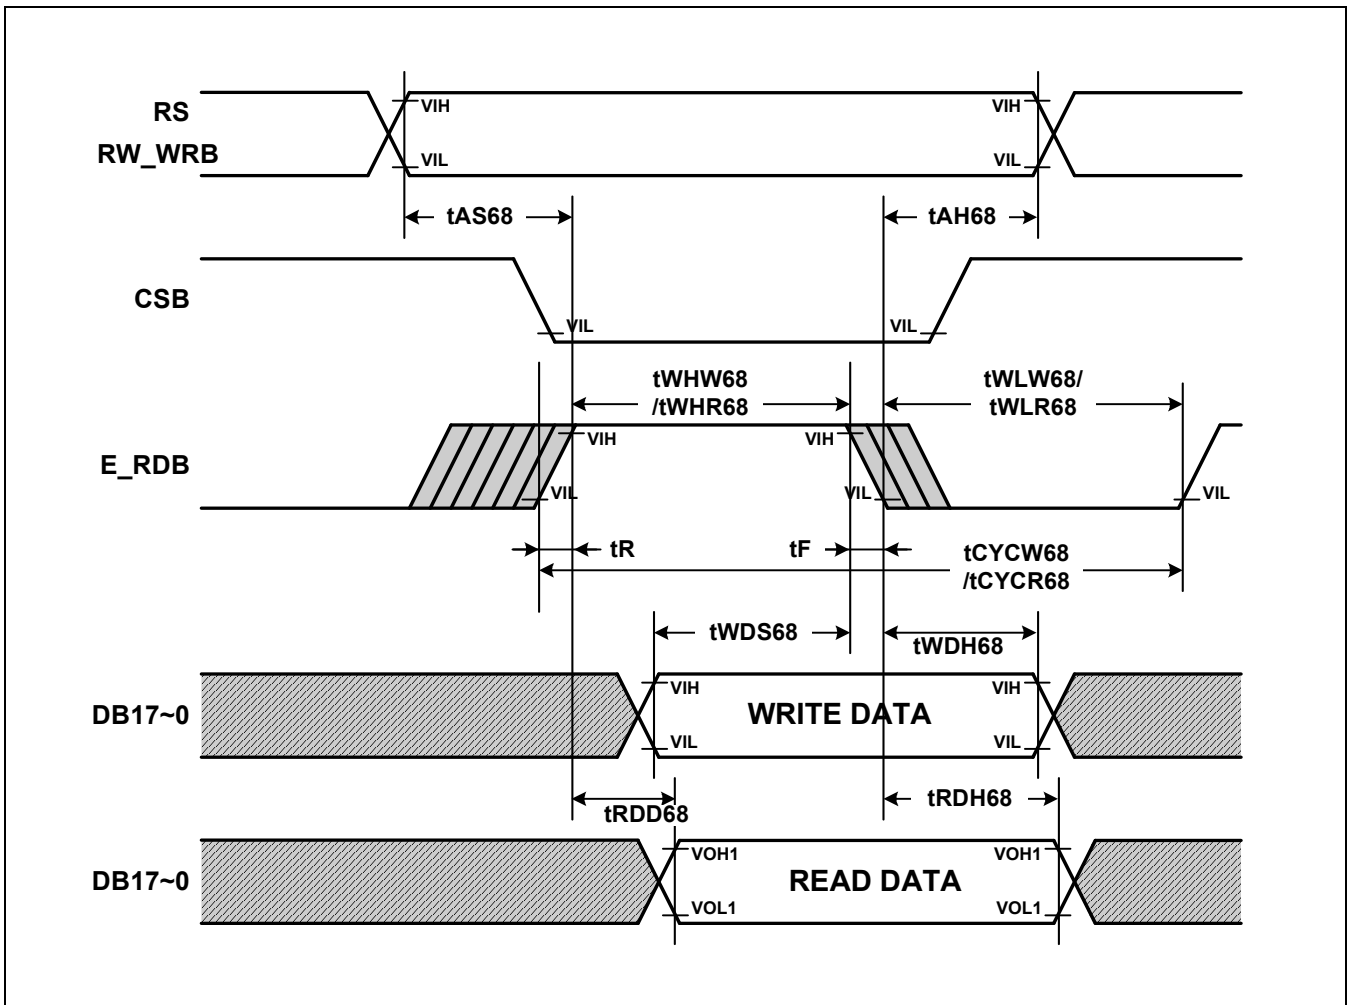 RS
VIH
VIH
RW_WRB
VIL
VIL
tAS68
tAH68
CSB
VIL
VIL
tWHW68
/tWHR68
tWLW68/
tWLR68
E_RDB
VIH
VIH
VIL
VIL
VIL
tR
tF
tCYCW68
/tCYCR68
tWDS68
tWDH68
DB17~0
VIH
VIH
WRITE DATA
VIL
VIL
tRDD68
tRDH68
DB17~0
VOH1
VOH1
READ DATA
VOL1
VOL1